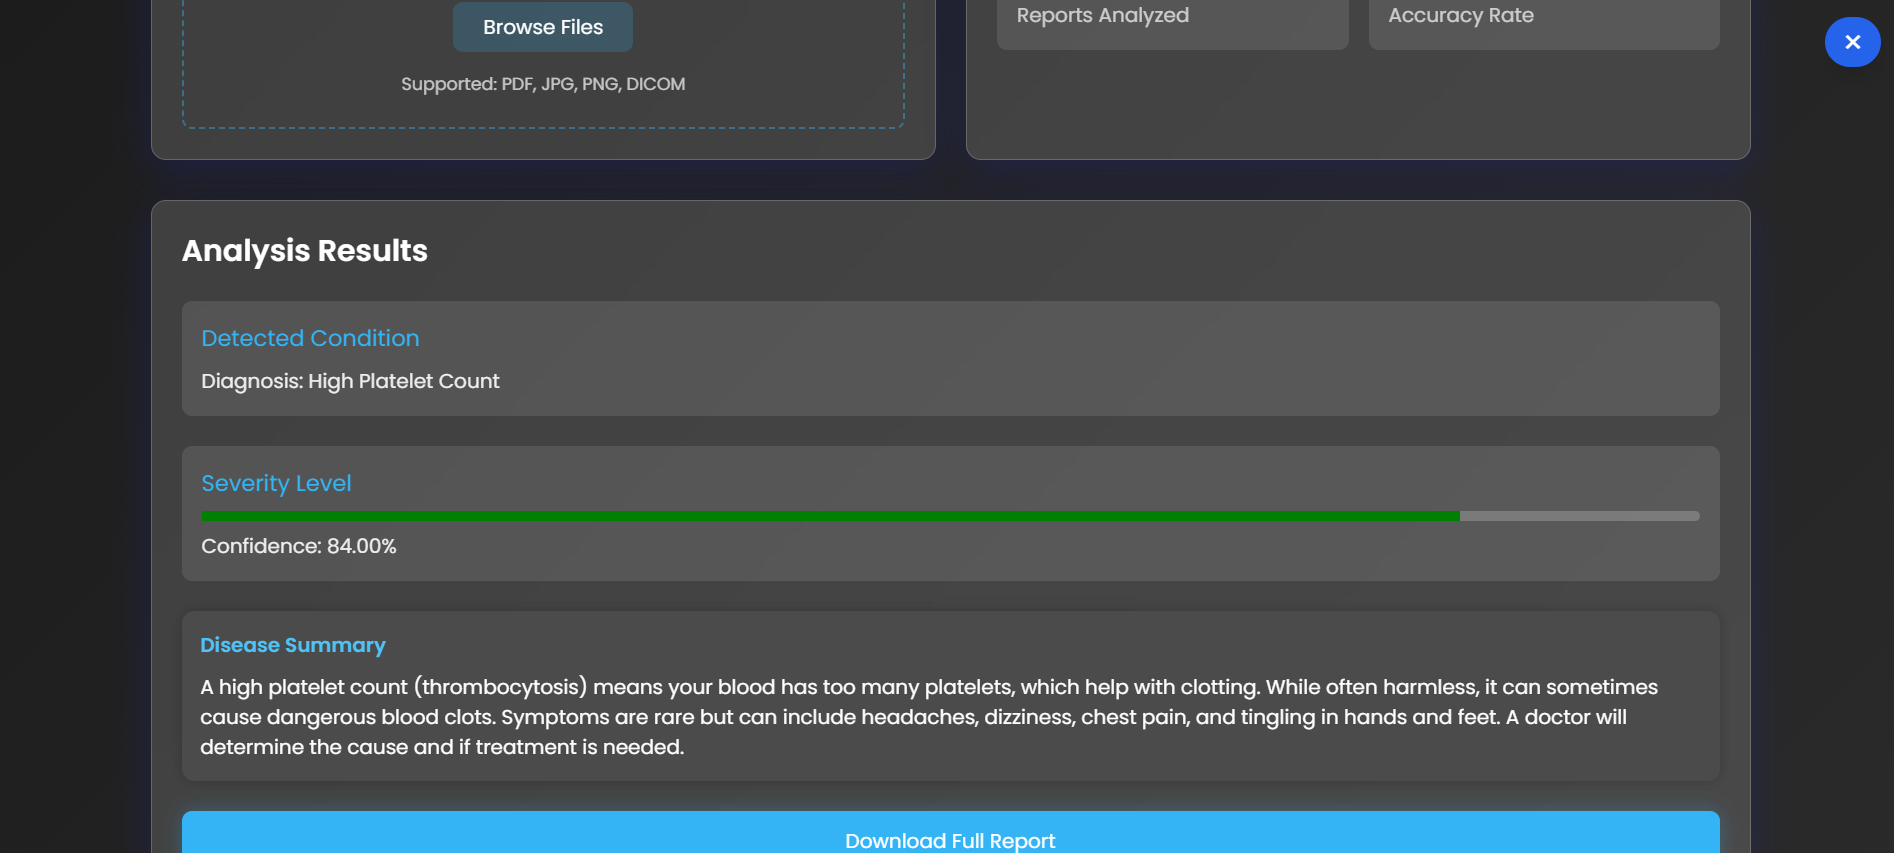 Browse Files
Supported: PDF, JPG, PNG, DICOM
Reports Analyzed
Accuracy Rate
Analysis Results
Detected Condition
Diagnosis: High Platelet Count
Severity Level
Confidence: 84.00%
Disease Summary
A high platelet count (thrombocytosis) means your blood has too many platelets, which help with clotting. While often harmless, it can sometimes
cause dangerous blood clots. Symptoms are rare but can include headaches, dizziness, chest pain, and tingling in hands and feet. A doctor will
determine the cause and if treatment is needed.
Download Full Report